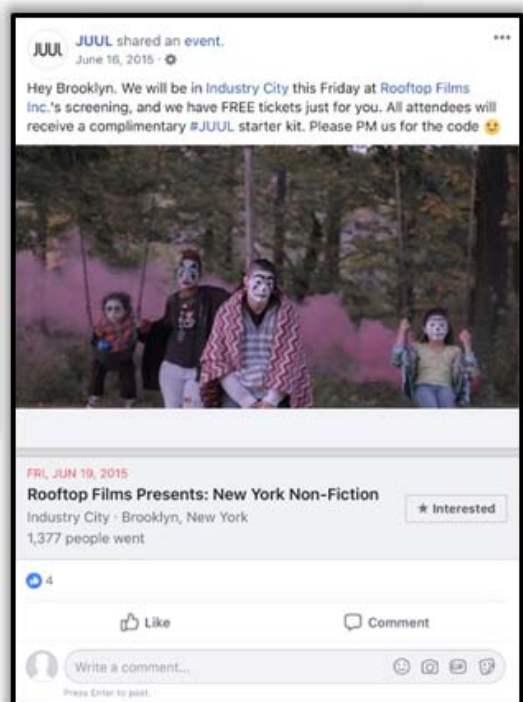 JUUL
JUUL shared an event.
June 16, 2015
Hey Brooklyn. We will be in Industry City this Friday at Rooftop Films
Inc.'s screening, and we have FREE tickets just for you. All attendees will
receive a complimentary #JUUL starter kit. Please PM us for the code 😉
FRI, JUN 19, 2015
Rooftop Films Presents: New York Non-Fiction
Industry City · Brooklyn, New York
1,377 people went
★ Interested
4
Like
Comment
Write a comment...
GIF
Press Enter to post.